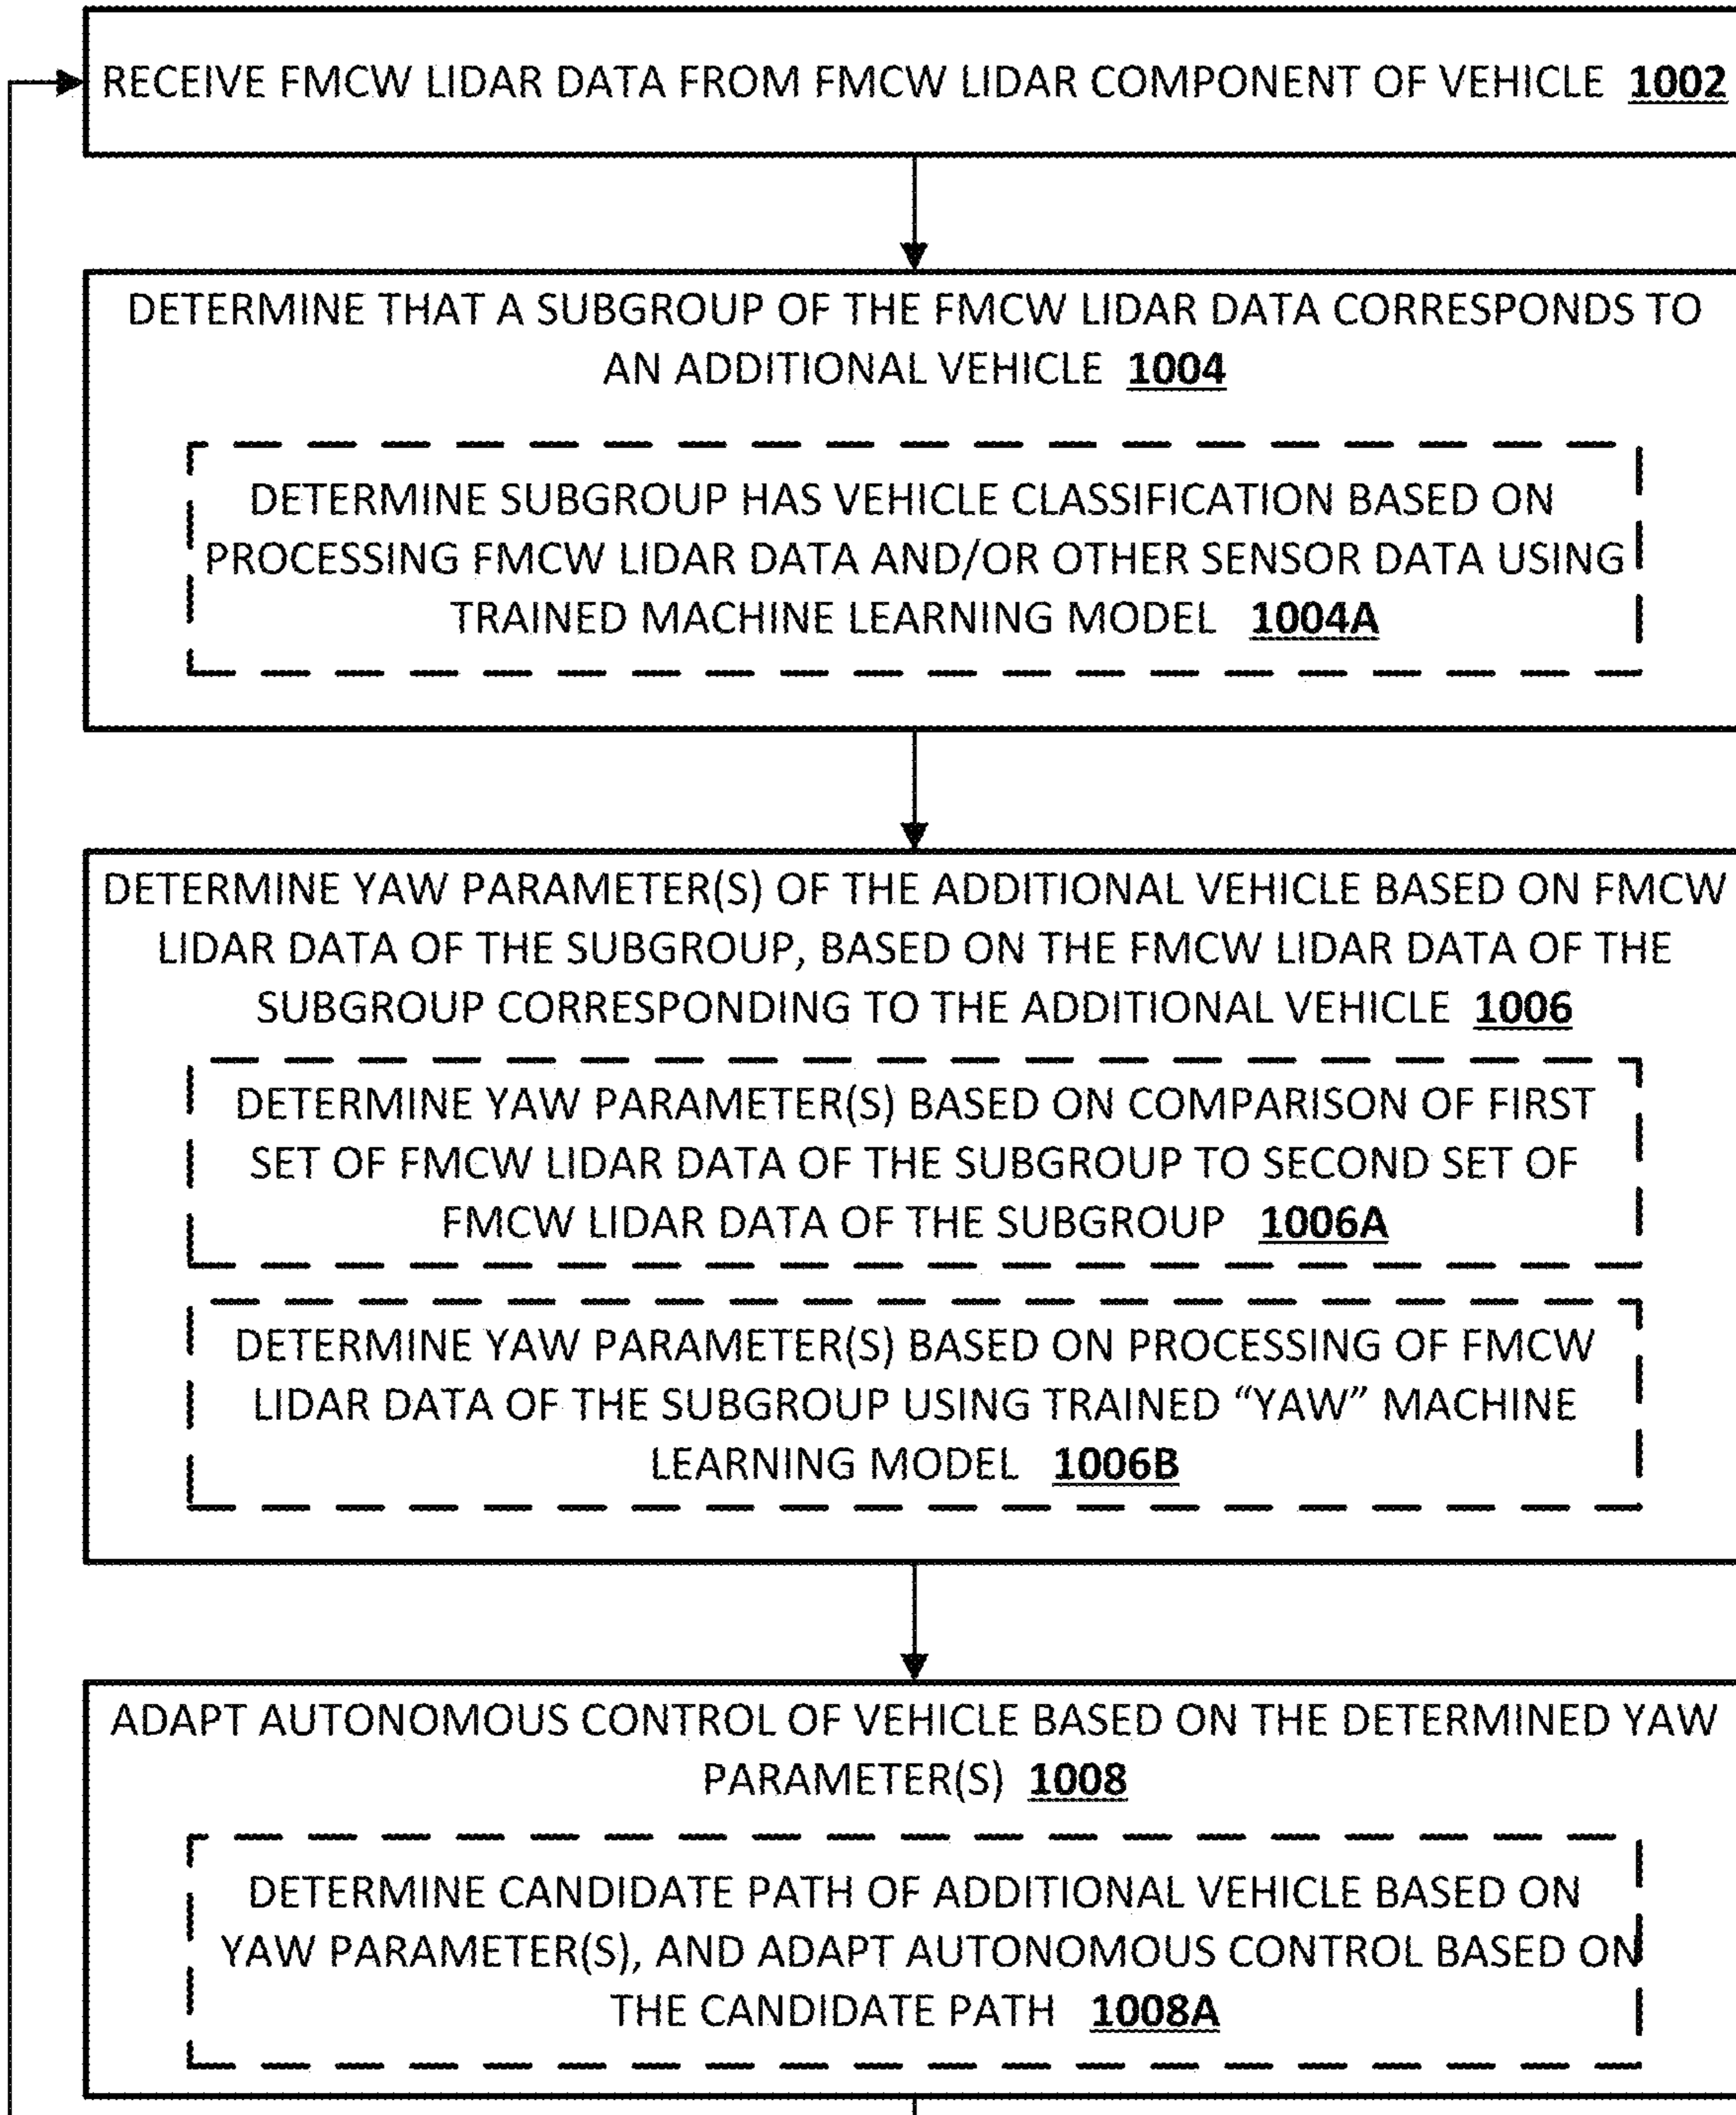 RECEIVE FMCW LIDAR DATA FROM FMCW LIDAR COMPONENT OF VEHICLE 1002
DETERMINE THAT A SUBGROUP OF THE FMCW LIDAR DATA CORRESPONDS TO
AN ADDITIONAL VEHICLE 1004
DETERMINE SUBGROUP HAS VEHICLE CLASSIFICATION BASED ON
PROCESSING FMCW LIDAR DATA AND/OR OTHER SENSOR DATA USING
TRAINED MACHINE LEARNING MODEL 1004A
DETERMINE YAW PARAMETER(S) OF THE ADDITIONAL VEHICLE BASED ON FMCW
LIDAR DATA OF THE SUBGROUP, BASED ON THE FMCW LIDAR DATA OF THE
SUBGROUP CORRESPONDING TO THE ADDITIONAL VEHICLE 1006
DETERMINE YAW PARAMETER(S) BASED ON COMPARISON OF FIRST
SET OF FMCW LIDAR DATA OF THE SUBGROUP TO SECOND SET OF
FMCW LIDAR DATA OF THE SUBGROUP 1006A
DETERMINE YAW PARAMETER(S) BASED ON PROCESSING OF FMCW
LIDAR DATA OF THE SUBGROUP USING TRAINED “YAW” MACHINE
LEARNING MODEL 1006B
ADAPT AUTONOMOUS CONTROL OF VEHICLE BASED ON THE DETERMINED YAW
PARAMETER(S) 1008
DETERMINE CANDIDATE PATH OF ADDITIONAL VEHICLE BASED ON
YAW PARAMETER(S), AND ADAPT AUTONOMOUS CONTROL BASED ON
THE CANDIDATE PATH 1008A